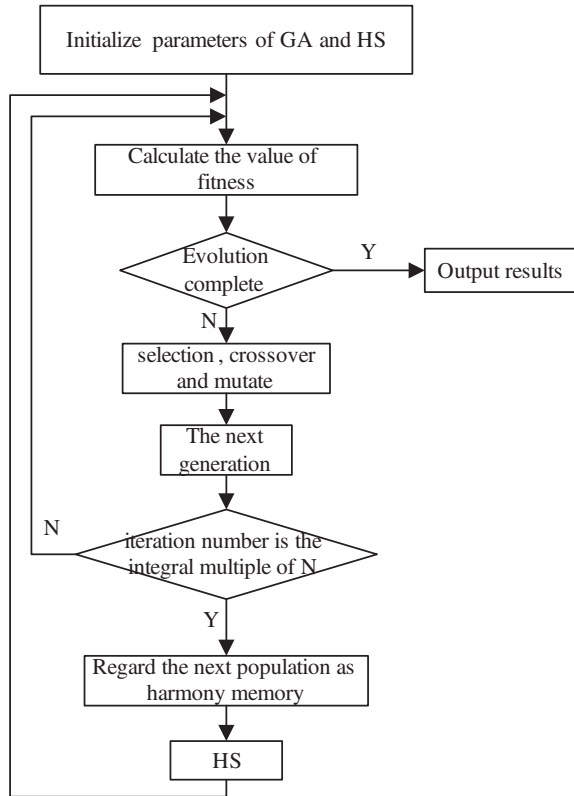 Initialize parameters of GA and HS
Calculate the value of
fitness
Evolution
complete
Y
Output results
N
selection , crossover
and mutate
The next
generation
N
iteration number is the
integral multiple of N
Y
Regard the next population as
harmony memory
HS